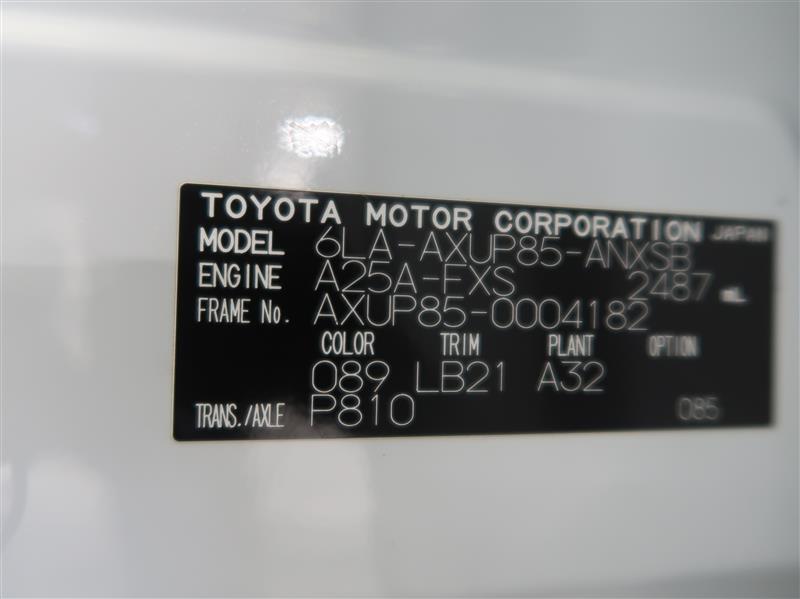 TOYOTA MOTOR CORPORATION JAPAN
MODEL 6LA-AXUP85-ANXSB
ENGINE A25A-FXS 2487 mL
FRAME No. AXUP85-0004182
COLOR TRIM PLANT OPTION
089 LB21 A32
TRANS./AXLE P810 085